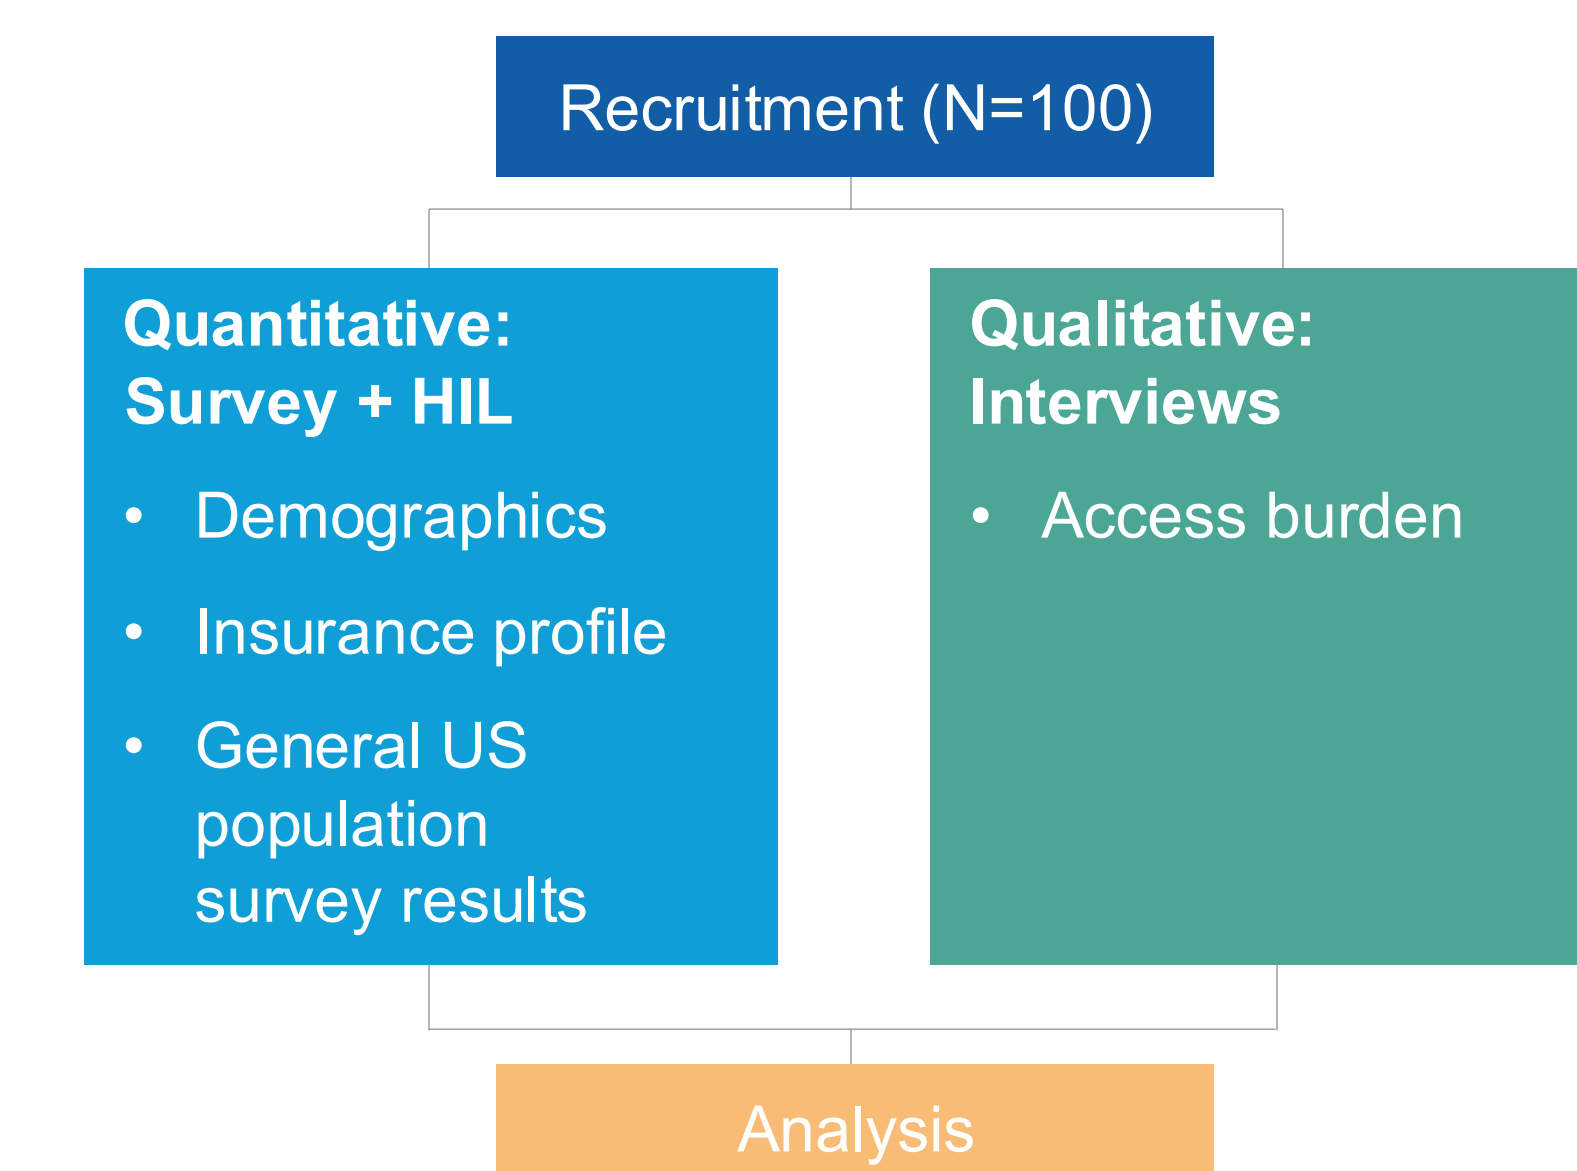 Recruitment (N=100)
Quantitative:
Survey + HIL
• Demographics
• Insurance profile
• General US
population
survey results
Qualitative:
Interviews
• Access burden
Analysis